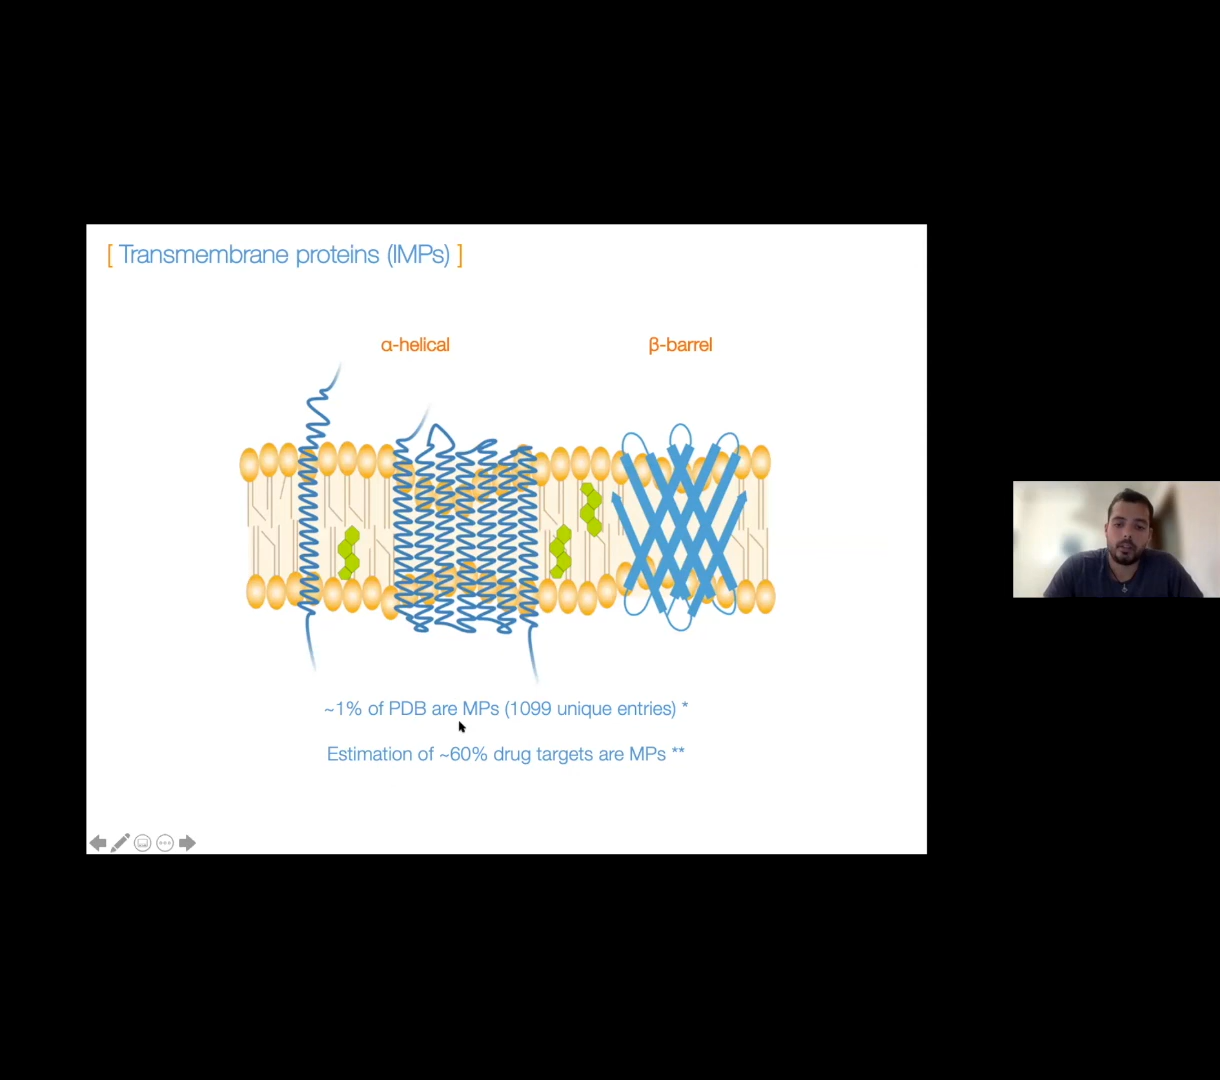 [ Transmembrane proteins (IMPs) ]
α-helical
β-barrel
~1% of PDB are MPs (1099 unique entries) *
Estimation of ~60% drug targets are MPs **